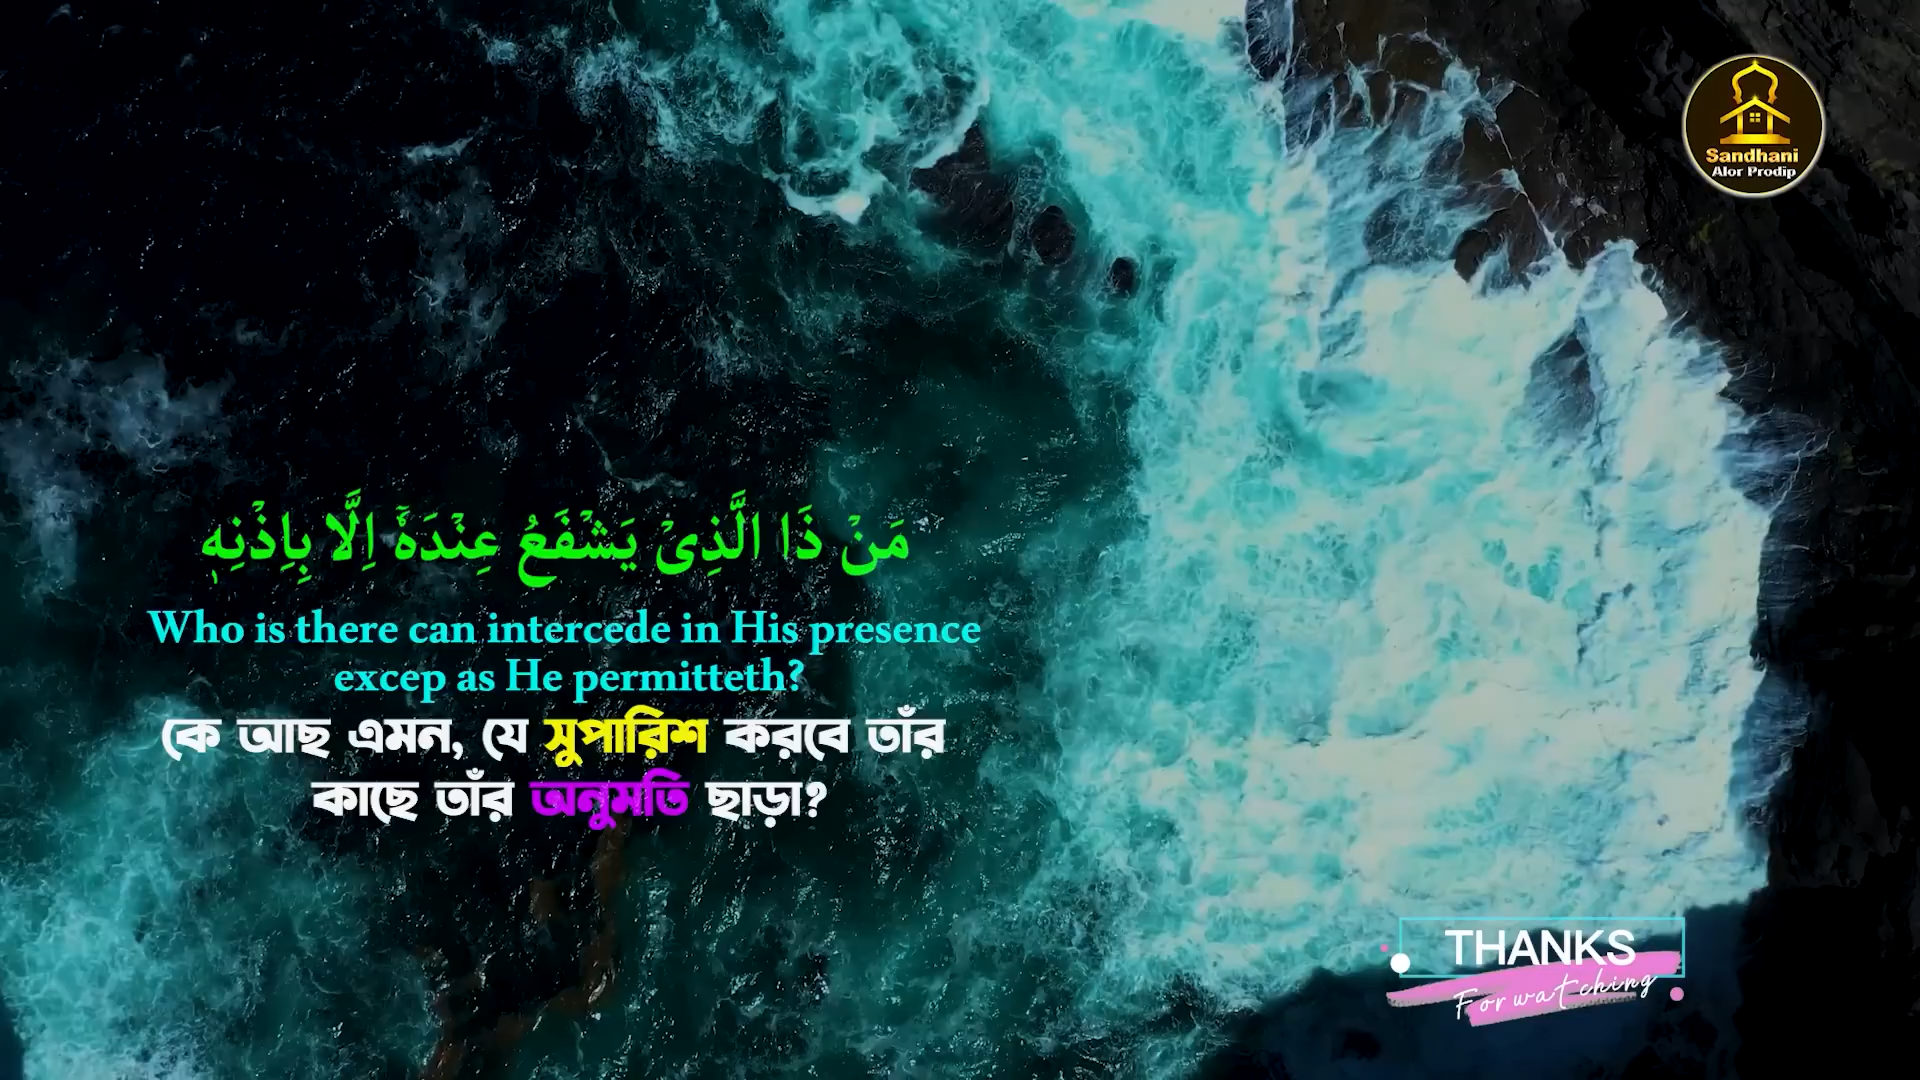 Sandhani
Alor Prodip
مَنْ ذَا الَّذِیْ یَشْفَعُ عِنْدَهٗۤ اِلَّا بِاِذْنِهٖ
Who is there can intercede in His presence
excep as He permitteth?
কে আছ এমন, যে সুপারিশ করবে তাঁর
কাছে তাঁর অনুমতি ছাড়া?
THANKS
For watching